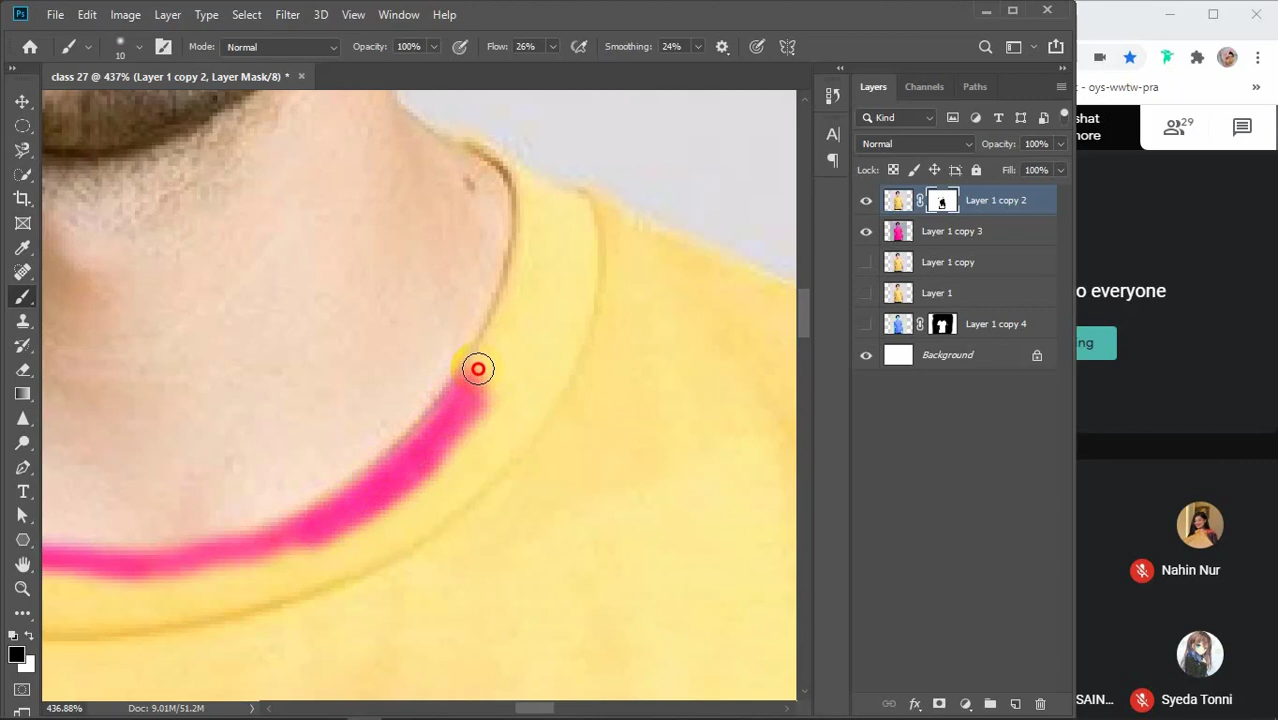 Ps File Edit Image Layer Type Select Filter 3D View Window Help
10 Mode: Normal Opacity: 100% Flow: 26% Smoothing: 24%
class 27 @ 437% (Layer 1 copy 2, Layer Mask/8) * ×
Layers Channels Paths
Kind
Normal Opacity: 100%
Lock: Fill: 100%
Layer 1 copy 2
Layer 1 copy 3
Layer 1 copy
Layer 1
Layer 1 copy 4
Background
436.88% Doc: 9.01M/51.2M
- oys-wwtw-pra
hat
more
29
o everyone
ng
Nahin Nur
SAIN... Syeda Tonni